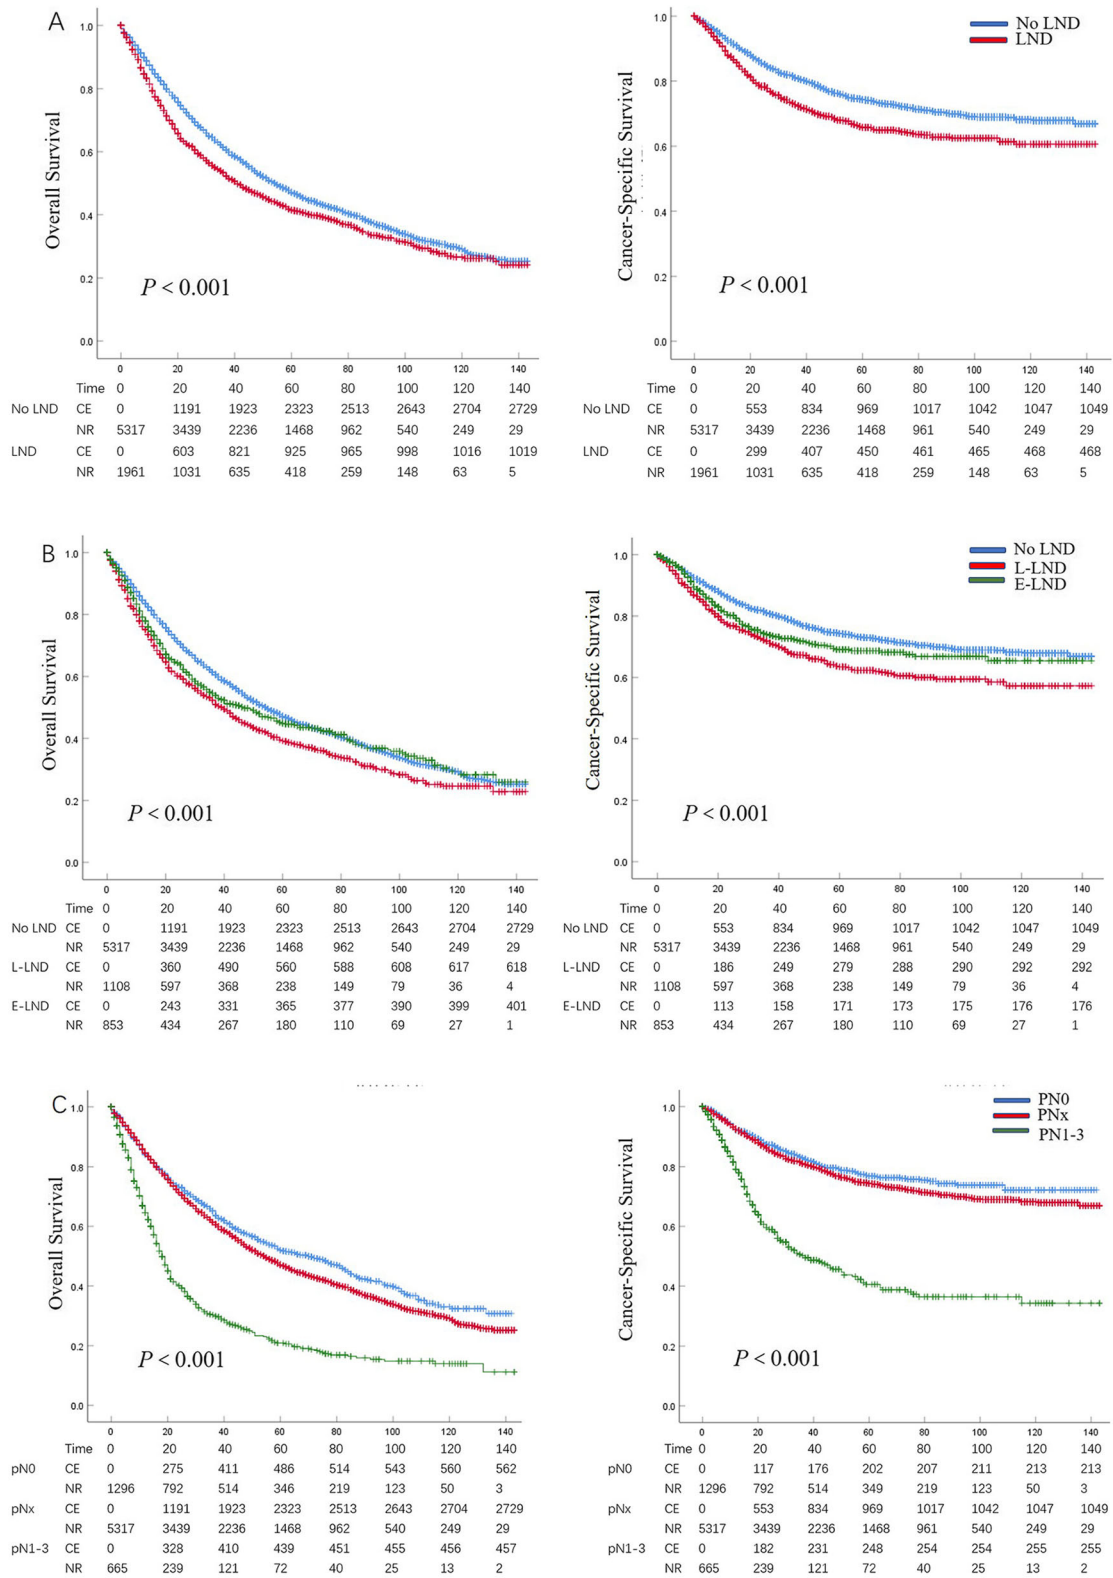 A
1.0
0.8
0.6
0.4
0.2
0.0
Overall Survival
P < 0.001
0 20 40 60 80 100 120 140
Time 0 20 40 60 80 100 120 140
No LND CE 0 1191 1923 2323 2513 2643 2704 2729
NR 5317 3439 2236 1468 962 540 249 29
LND CE 0 603 821 925 965 998 1016 1019
NR 1961 1031 635 418 259 148 63 5
No LND
LND
1.0
0.8
0.6
0.4
0.2
0.0
Cancer-Specific Survival
P < 0.001
0 20 40 60 80 100 120 140
Time 0 20 40 60 80 100 120 140
No LND CE 0 553 834 969 1017 1042 1047 1049
NR 5317 3439 2236 1468 961 540 249 29
LND CE 0 299 407 450 461 465 468 468
NR 1961 1031 635 418 259 148 63 5
B
1.0
0.8
0.6
0.4
0.2
0.0
Overall Survival
P < 0.001
0 20 40 60 80 100 120 140
Time 0 20 40 60 80 100 120 140
No LND CE 0 1191 1923 2323 2513 2643 2704 2729
NR 5317 3439 2236 1468 962 540 249 29
L-LND CE 0 360 490 560 588 608 617 618
NR 1108 597 368 238 149 79 36 4
E-LND CE 0 243 331 365 377 390 399 401
NR 853 434 267 180 110 69 27 1
No LND
L-LND
E-LND
1.0
0.8
0.6
0.4
0.2
0.0
Cancer-Specific Survival
P < 0.001
0 20 40 60 80 100 120 140
Time 0 20 40 60 80 100 120 140
No LND CE 0 553 834 969 1017 1042 1047 1049
NR 5317 3439 2236 1468 961 540 249 29
L-LND CE 0 186 249 279 288 290 292 292
NR 1108 597 368 238 149 79 36 4
E-LND CE 0 113 158 171 173 175 176 176
NR 853 434 267 180 110 69 27 1
C
1.0
0.8
0.6
0.4
0.2
0.0
Overall Survival
P < 0.001
0 20 40 60 80 100 120 140
Time 0 20 40 60 80 100 120 140
pN0 CE 0 275 411 486 514 543 560 562
NR 1296 792 514 346 219 123 50 3
pNx CE 0 1191 1923 2323 2513 2643 2704 2729
NR 5317 3439 2236 1468 962 540 249 29
pN1-3 CE 0 328 410 439 451 455 456 457
NR 665 239 121 72 40 25 13 2
PN0
PNx
PN1-3
1.0
0.8
0.6
0.4
0.2
0.0
Cancer-Specific Survival
P < 0.001
0 20 40 60 80 100 120 140
Time 0 20 40 60 80 100 120 140
pN0 CE 0 117 176 202 207 211 213 213
NR 1296 792 514 349 219 123 50 3
pNx CE 0 553 834 969 1017 1042 1047 1049
NR 5317 3439 2236 1468 961 540 249 29
pN1-3 CE 0 182 231 248 254 254 255 255
NR 665 239 121 72 40 25 13 2